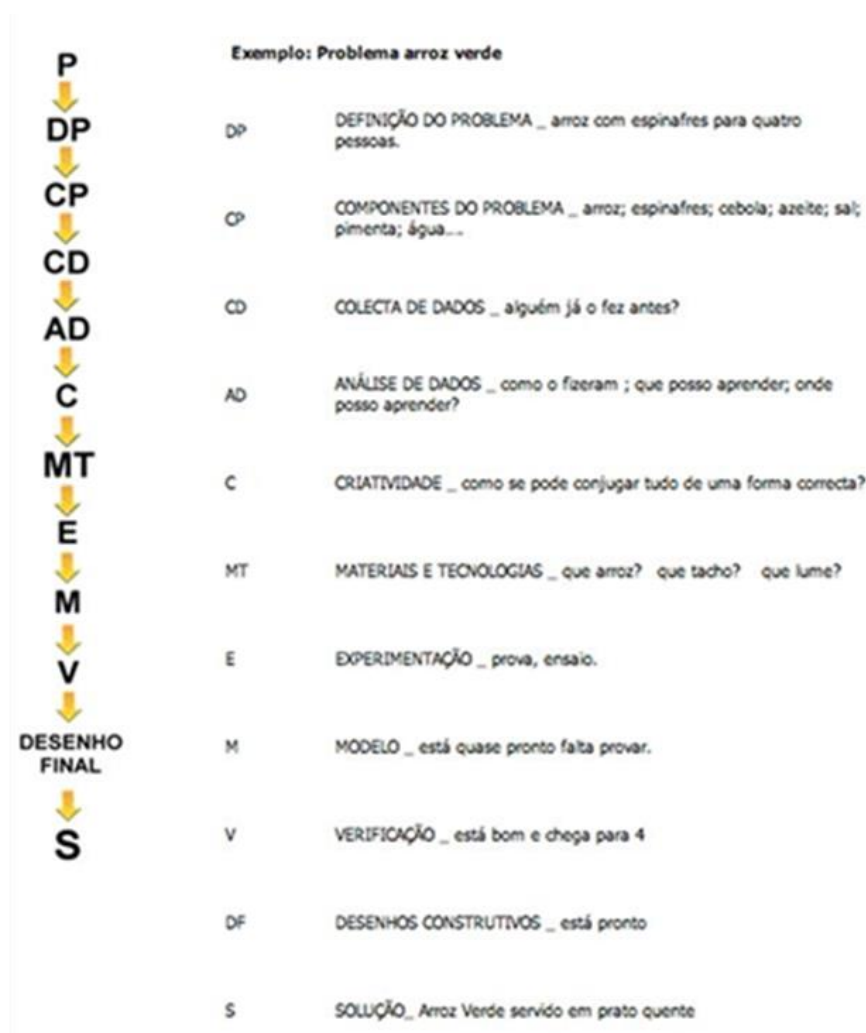 P
DP
CP
CD
AD
C
MT
E
M
V
DESENHO
FINAL
S
Exemplo: Problema arroz verde
DP DEFINIÇÃO DO PROBLEMA _ arroz com espinafres para quatro
pessoas.
CP COMPONENTES DO PROBLEMA _ arroz; espinafres; cebola; azeite; sal;
pimenta; água....
CD COLECTA DE DADOS _ alguém já o fez antes?
AD ANÁLISE DE DADOS _ como o fizeram ; que posso aprender; onde
posso aprender?
C CRIATIVIDADE _ como se pode conjugar tudo de uma forma correcta?
MT MATERIAIS E TECNOLOGIAS _ que arroz? que tacho? que lume?
E EXPERIMENTAÇÃO _ prova, ensaio.
M MODELO _ está quase pronto falta provar.
V VERIFICAÇÃO _ está bom e chega para 4
DF DESENHOS CONSTRUTIVOS _ está pronto
S SOLUÇÃO_ Arroz Verde servido em prato quente